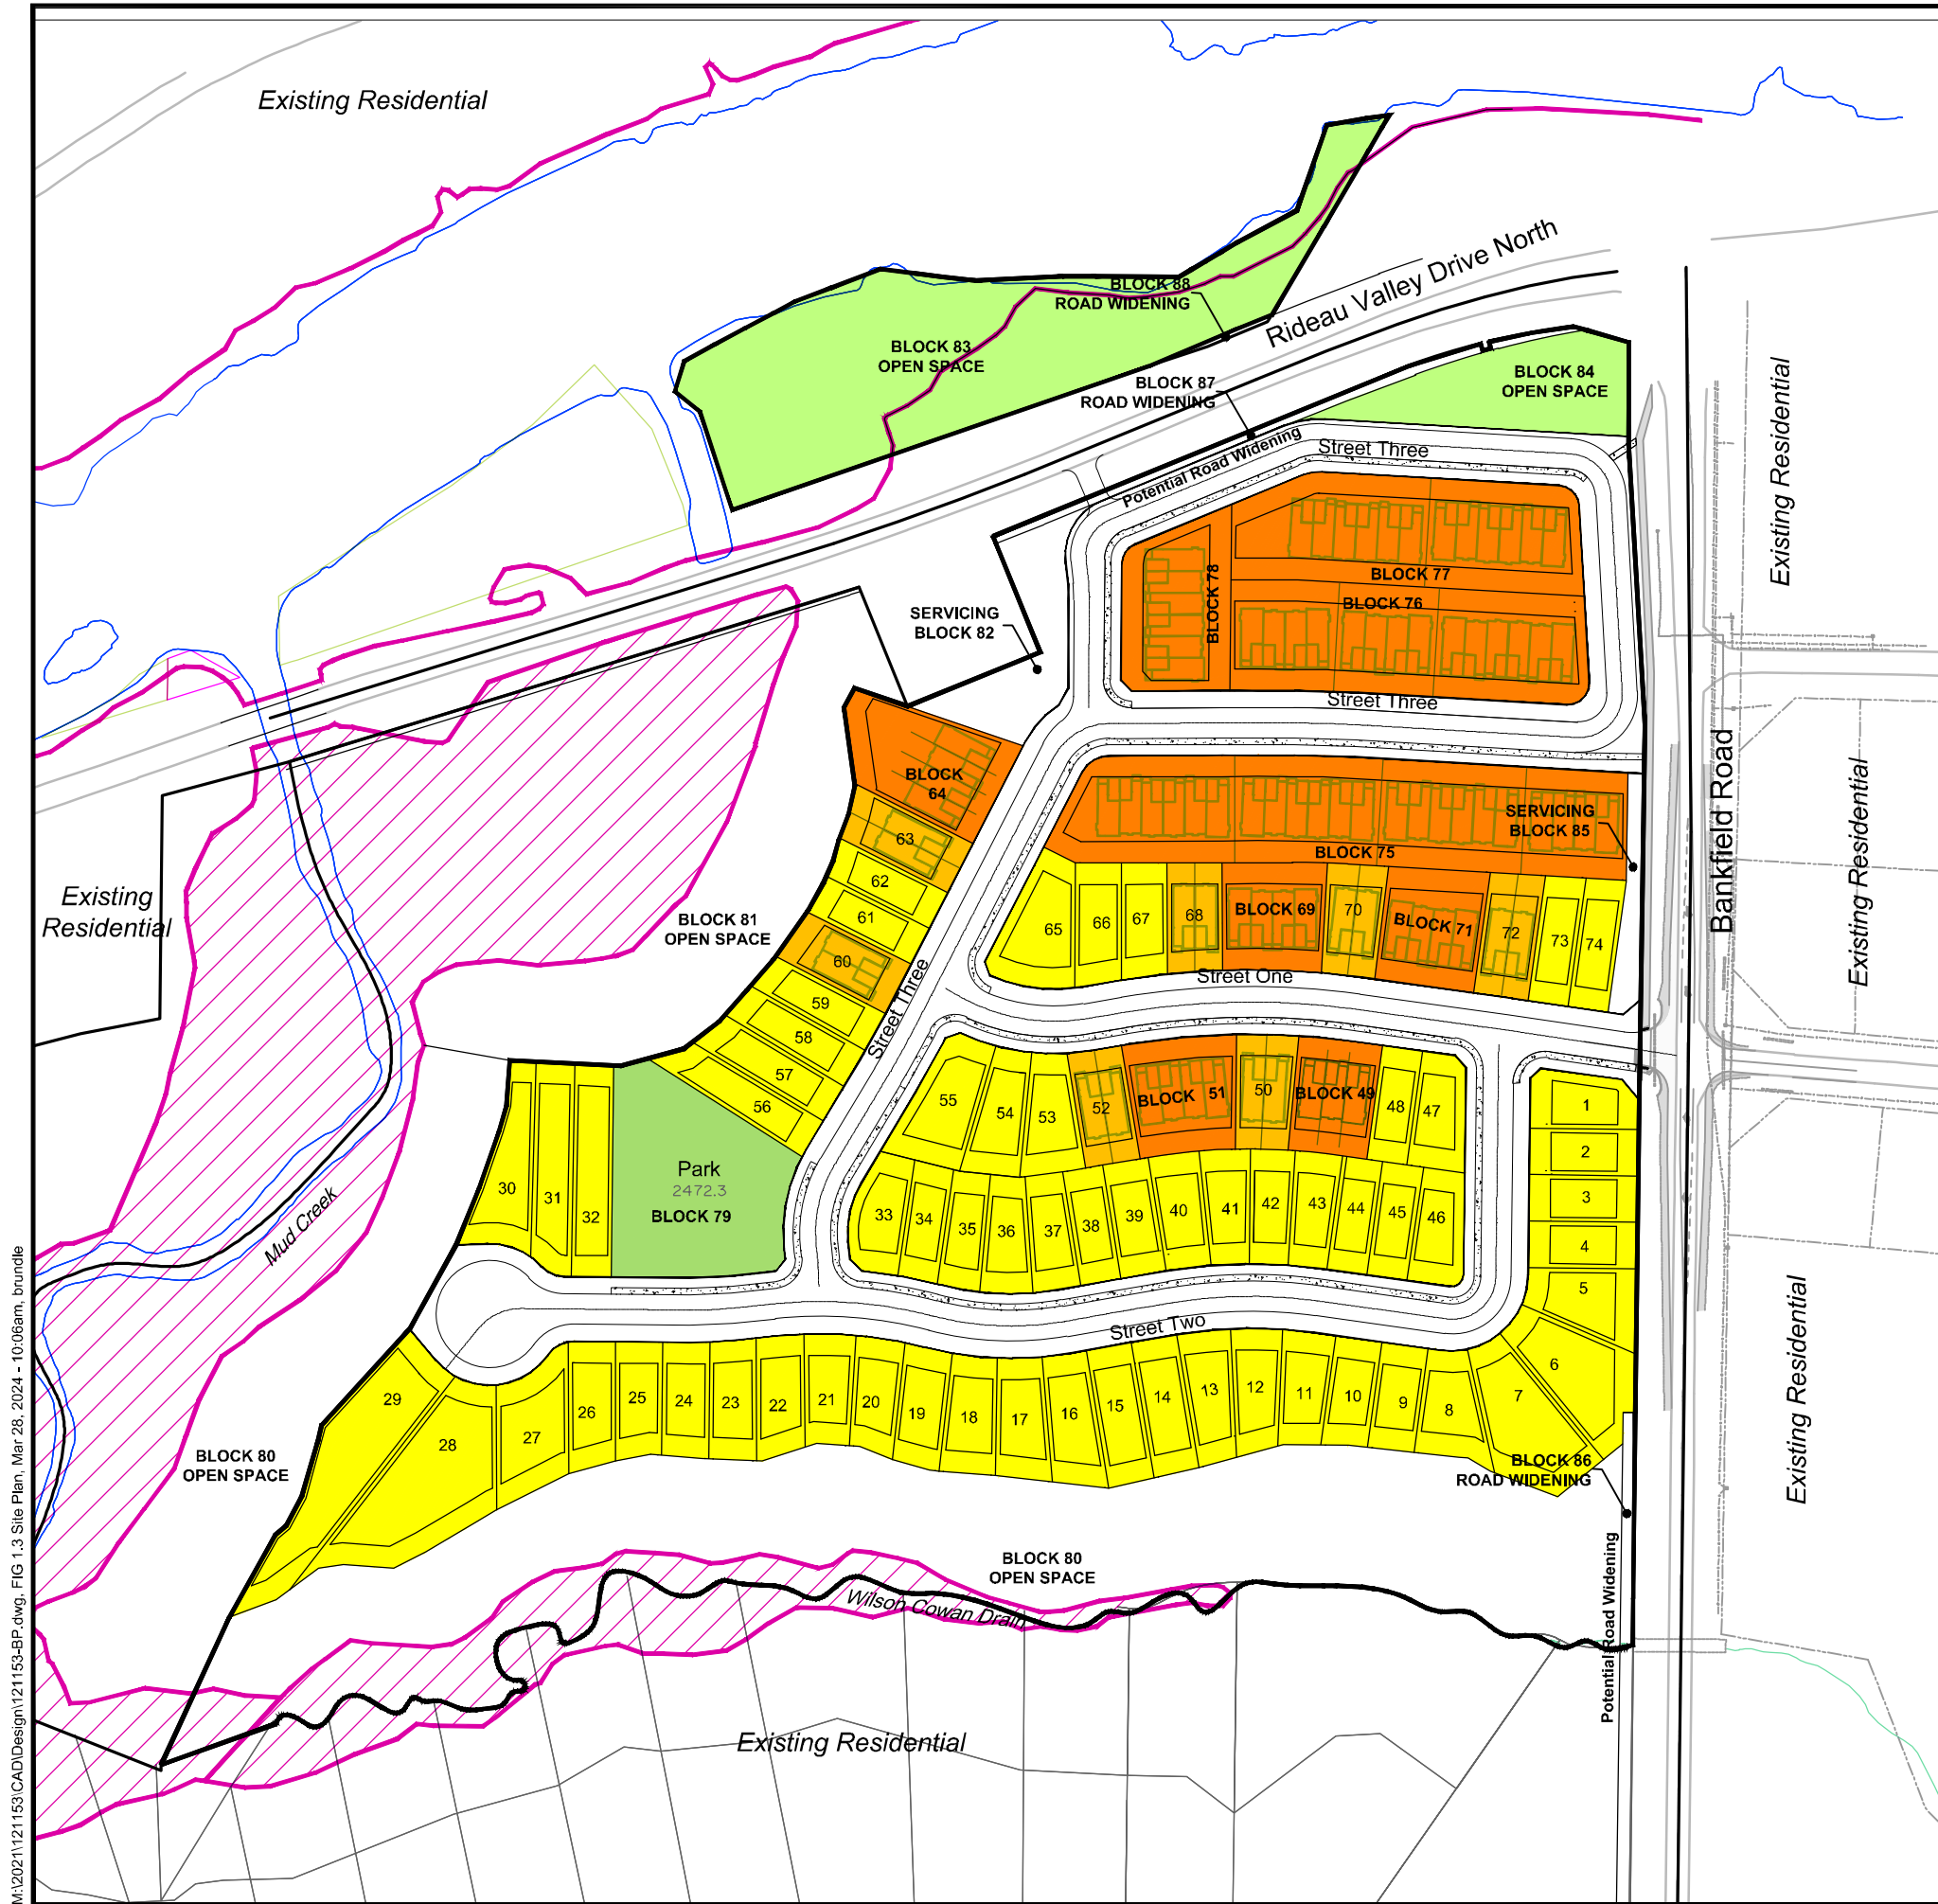 Existing Residential
Rideau Valley Drive North
BLOCK 88
ROAD WIDENING
BLOCK 83
OPEN SPACE
BLOCK 87
ROAD WIDENING
BLOCK 84
OPEN SPACE
Existing Residential
Potential Road Widening
Street Three
BLOCK 77
BLOCK 76
BLOCK 78
SERVICING
BLOCK 82
Street Three
BLOCK
64
SERVICING
BLOCK 85
BLOCK 75
Bankfield Road
Existing Residential
63
62
61
60
59
58
57
56
Existing
Residential
BLOCK 81
OPEN SPACE
65
66
67
68
BLOCK 69
70
BLOCK 71
72
73
74
Street One
Street Three
55
54
53
52
BLOCK 51
50
BLOCK 49
48
47
1
2
3
4
5
6
7
30
31
32
Park
2472.3
BLOCK 79
33
34
35
36
37
38
39
40
41
42
43
44
45
46
Mud Creek
Street Two
29
28
27
26
25
24
23
22
21
20
19
18
17
16
15
14
13
12
11
10
9
8
Existing Residential
BLOCK 80
OPEN SPACE
BLOCK 86
ROAD WIDENING
BLOCK 80
OPEN SPACE
Wilson Cowan Drain
Potential Road Widening
Existing Residential
M:\2021\121153\CAD\Design\121153-BP.dwg, FIG 1.3 Site Plan, Mar 28, 2024 - 10:06am, brundle